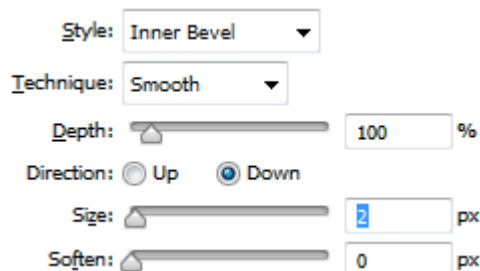 Style: Inner Bevel
Technique: Smooth
Depth: 100 %
Direction: Up Down
Size: 2 px
Soften: 0 px